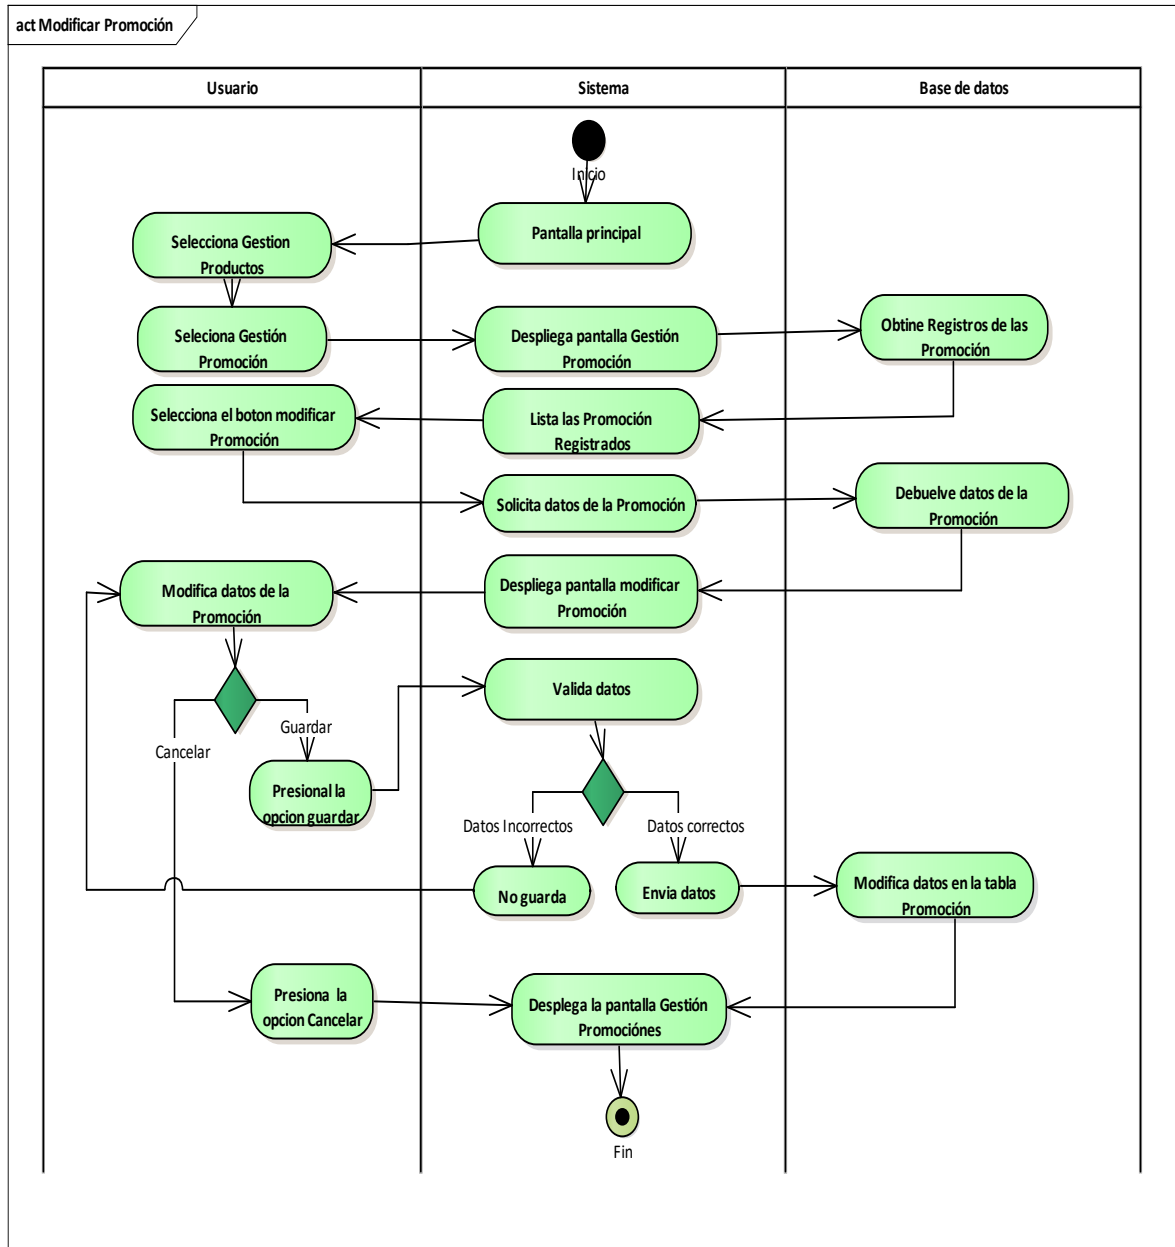 act Modificar Promoción
Usuario
Sistema
Base de datos
Inicio
Pantalla principal
Selecciona Gestion
Productos
Seleciona Gestión
Promoción
Despliega pantalla Gestión
Promoción
Obtine Registros de las
Promoción
Selecciona el boton modificar
Promoción
Lista las Promoción
Registrados
Solicita datos de la Promoción
Debuelve datos de la
Promoción
Modifica datos de la
Promoción
Despliega pantalla modificar
Promoción
Valida datos
Guardar
Cancelar
Presional la
opcion guardar
Datos Incorrectos
Datos correctos
No guarda
Envia datos
Modifica datos en la tabla
Promoción
Presiona la
opcion Cancelar
Desplega la pantalla Gestión
Promociónes
Fin